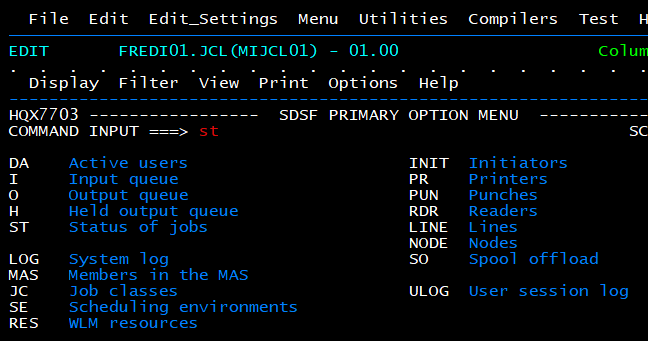 File Edit Edit_Settings Menu Utilities Compilers Test H
EDIT FREDI01.JCL(MIJCL01) - 01.00 Colum
. . . . . . . . . . . . . . . . . . . . . .
Display Filter View Print Options Help
HQX7703 ----------------- SDSF PRIMARY OPTION MENU ------------
COMMAND INPUT ===> st SC
DA Active users INIT Initiators
I Input queue PR Printers
O Output queue PUN Punches
H Held output queue RDR Readers
ST Status of jobs LINE Lines
NODE Nodes
LOG System log SO Spool offload
MAS Members in the MAS
JC Job classes ULOG User session log
SE Scheduling environments
RES WLM resources